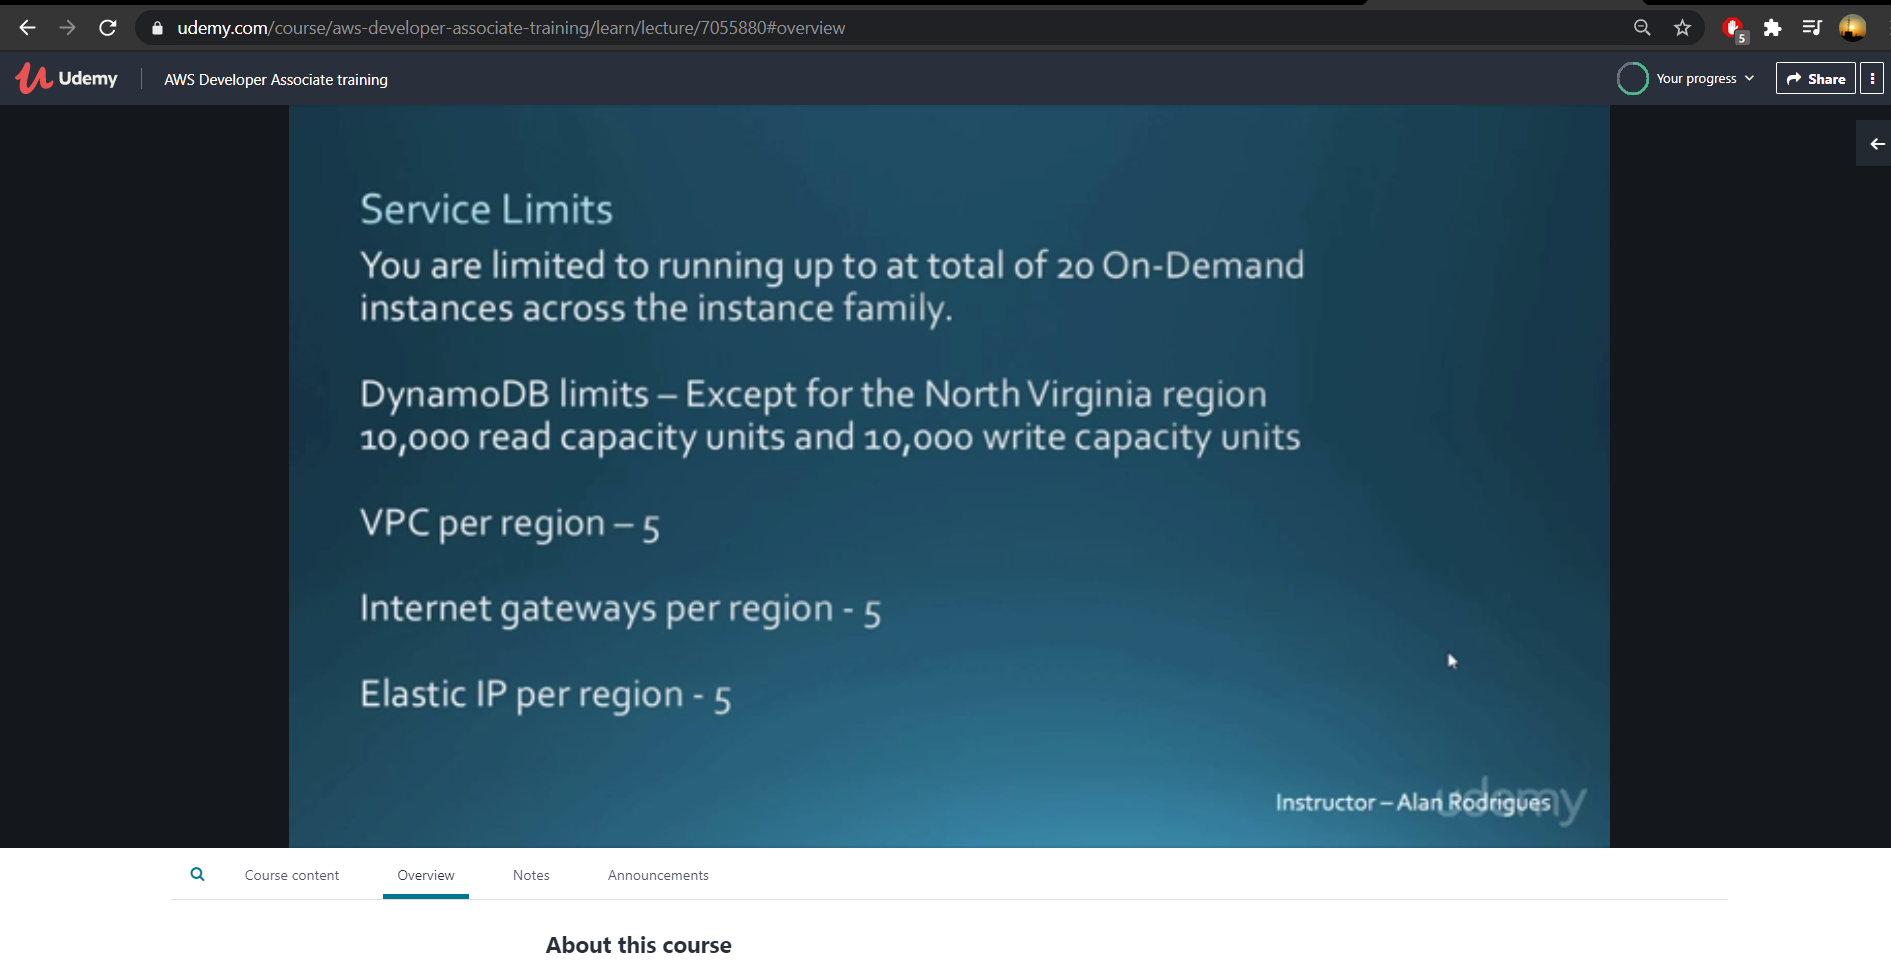 udemy.com/course/aws-developer-associate-training/learn/lecture/7055880#overview
5
Udemy
AWS Developer Associate training
Your progress
Share
Service Limits
You are limited to running up to at total of 20 On-Demand
instances across the instance family.
DynamoDB limits – Except for the North Virginia region
10,000 read capacity units and 10,000 write capacity units
VPC per region – 5
Internet gateways per region - 5
Elastic IP per region - 5
Instructor – Alan Rodrigues
udemy
Course content
Overview
Notes
Announcements
About this course